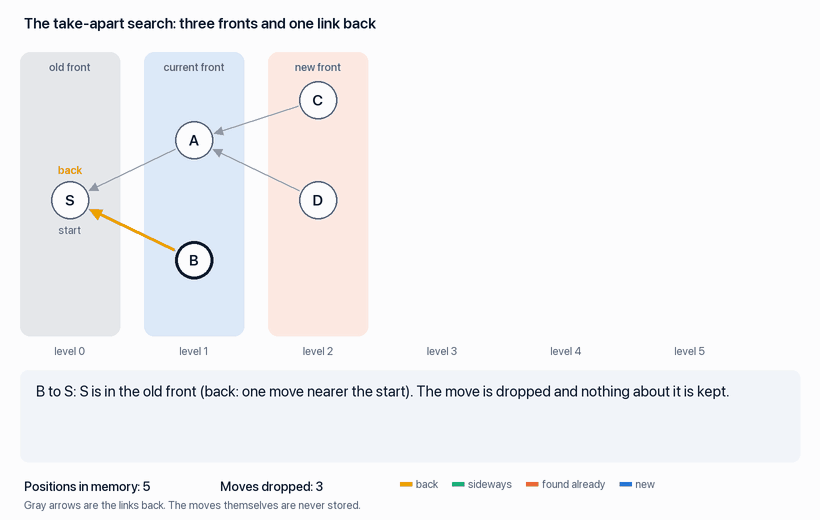 The take-apart search: three fronts and one link back
old front
current front
new front
C
A
back
S
D
start
B
level 0
level 1
level 2
level 3
level 4
level 5
B to S: S is in the old front (back: one move nearer the start). The move is dropped and nothing about it is kept.
Positions in memory: 5
Moves dropped: 3
back
sideways
found already
new
Gray arrows are the links back. The moves themselves are never stored.